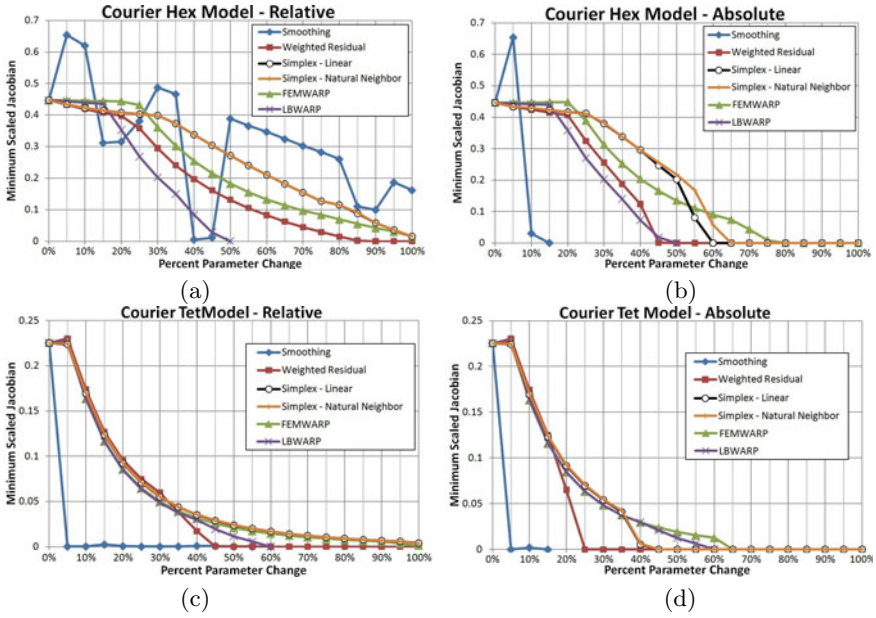 Courier Hex Model - Relative
Minimum Scaled Jacobian
0.7
0.6
0.5
0.4
0.3
0.2
0.1
0
Smoothing
Weighted Residual
Simplex - Linear
Simplex - Natural Neighbor
FEMWARP
LBWARP
0% 10% 20% 30% 40% 50% 60% 70% 80% 90% 100%
Percent Parameter Change
(a)
Courier Hex Model - Absolute
Minimum Scaled Jacobian
0.7
0.6
0.5
0.4
0.3
0.2
0.1
0
Smoothing
Weighted Residual
Simplex - Linear
Simplex - Natural Neighbor
FEMWARP
LBWARP
0% 10% 20% 30% 40% 50% 60% 70% 80% 90% 100%
Percent Parameter Change
(b)
Courier TetModel - Relative
Minimum Scaled Jacobian
0.25
0.2
0.15
0.1
0.05
0
Smoothing
Weighted Residual
Simplex - Linear
Simplex - Natural Neighbor
FEMWARP
LBWARP
0% 10% 20% 30% 40% 50% 60% 70% 80% 90% 100%
Percent Parameter Change
(c)
Courier Tet Model - Absolute
Minimum Scaled Jacobian
0.25
0.2
0.15
0.1
0.05
0
Smoothing
Weighted Residual
Simplex - Linear
Simplex - Natural Neighbor
FEMWARP
LBWARP
0% 10% 20% 30% 40% 50% 60% 70% 80% 90% 100%
Percent Parameter Change
(d)